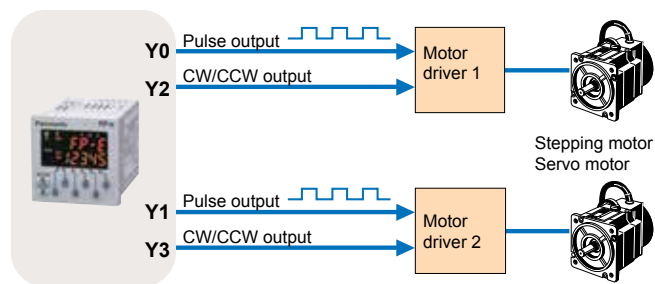 Y0 Pulse output
Motor driver 1
Y2 CW/CCW output
Panasonic
FP-E
12345
Stepping motor
Servo motor
Y1 Pulse output
Motor driver 2
Y3 CW/CCW output